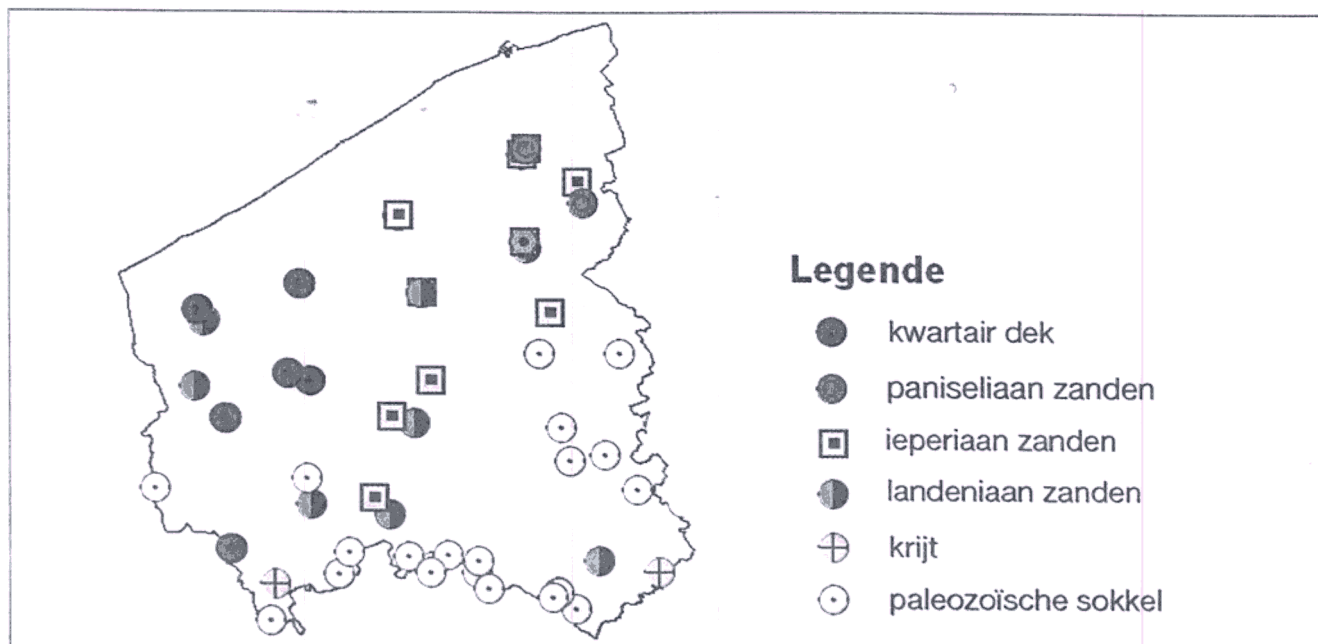 Legende
kwartair dek
paniseliaan zanden
ieperiaan zanden
landeniaan zanden
krijt
paleozoïsche sokkel